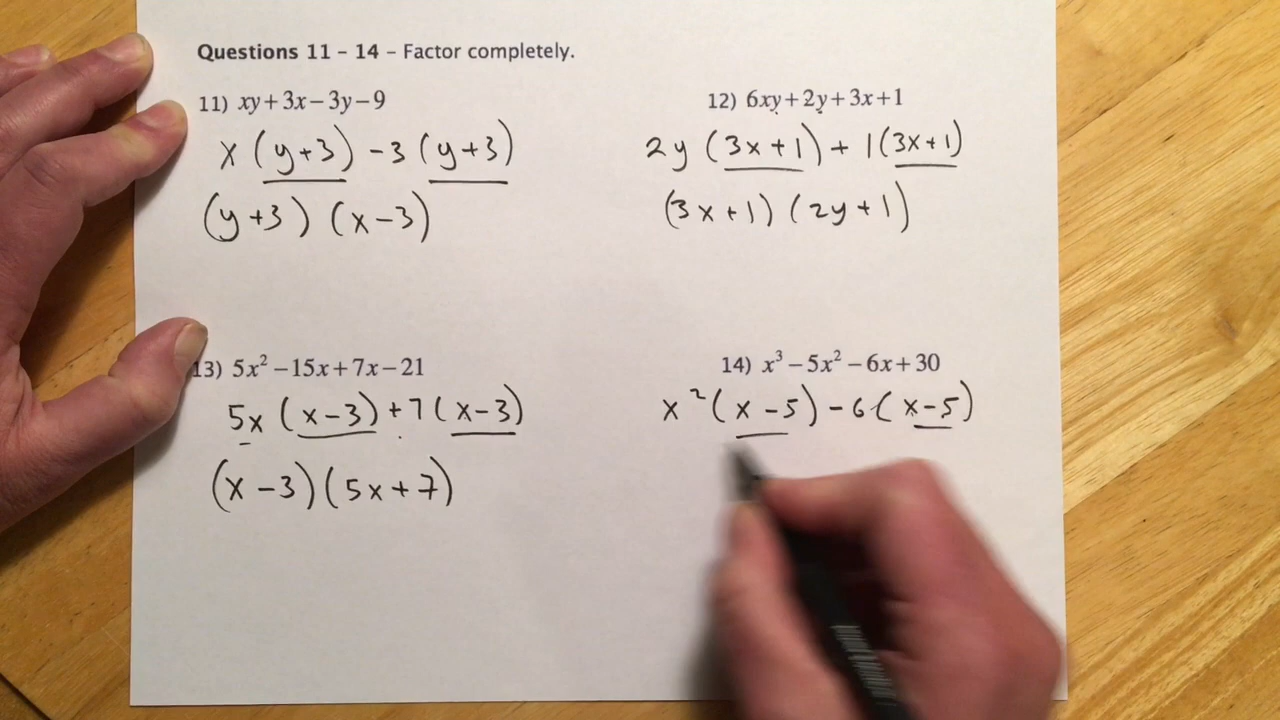 Questions 11 – 14 – Factor completely.
11) xy+3x−3y−9
x (y+3) −3 (y+3)
(y+3) (x−3)
12) 6xy+2y+3x+1
2y (3x+1) + 1(3x+1)
(3x+1) (2y+1)
13) 5x² −15x+7x−21
5x (x−3) +7 (x−3)
(x−3)(5x+7)
14) x³ −5x² −6x+30
x²(x−5) −6(x−5)